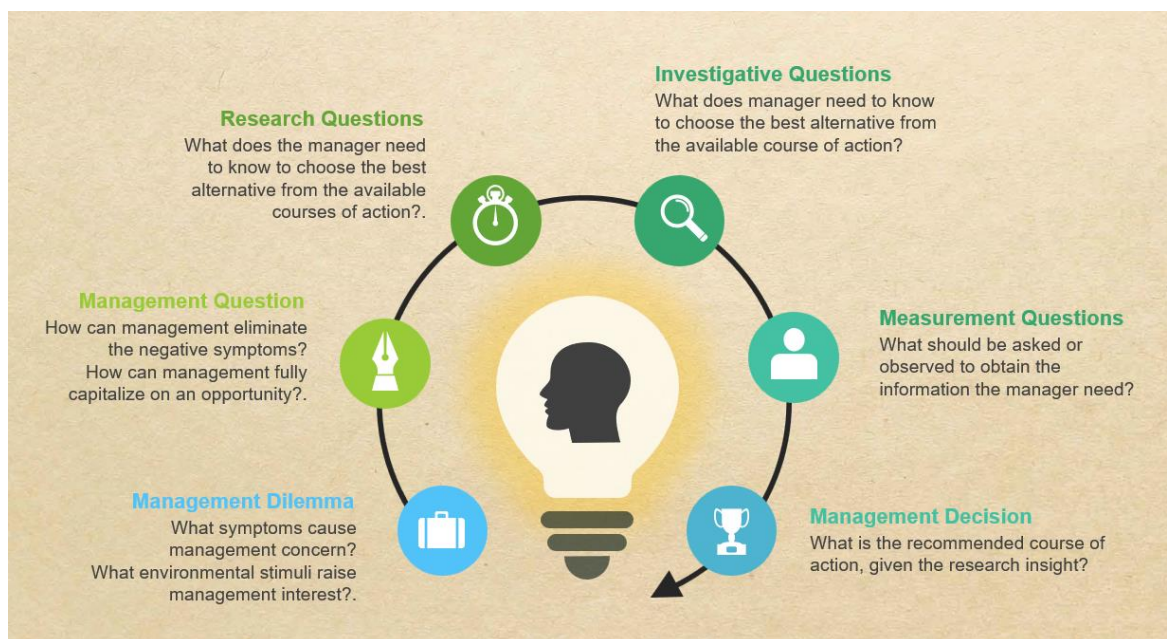 Investigative Questions
What does manager need to know
to choose the best alternative from
the available course of action?
Research Questions
What does the manager need
to know to choose the best
alternative from the available
courses of action?.
Management Question
How can management eliminate
the negative symptoms?
How can management fully
capitalize on an opportunity?.
Measurement Questions
What should be asked or
observed to obtain the
information the manager need?
Management Dilemma
What symptoms cause
management concern?
What environmental stimuli raise
management interest?.
Management Decision
What is the recommended course of
action, given the research insight?